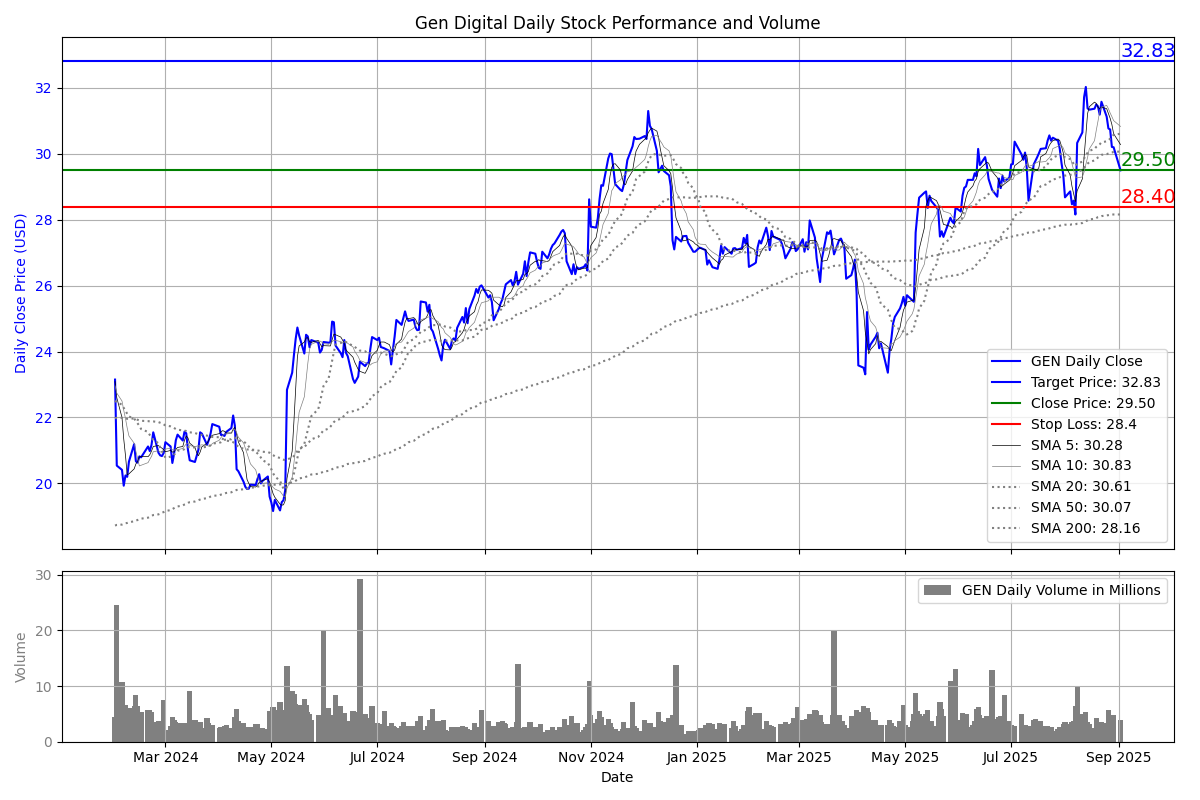 Gen Digital Daily Stock Performance and Volume
Daily Close Price (USD)
32
30
28
26
24
22
20
32.83
29.50
28.40
GEN Daily Close
Target Price: 32.83
Close Price: 29.50
Stop Loss: 28.4
SMA 5: 30.28
SMA 10: 30.83
SMA 20: 30.61
SMA 50: 30.07
SMA 200: 28.16
Volume
30
20
10
0
GEN Daily Volume in Millions
Mar 2024 May 2024 Jul 2024 Sep 2024 Nov 2024 Jan 2025 Mar 2025 May 2025 Jul 2025 Sep 2025
Date